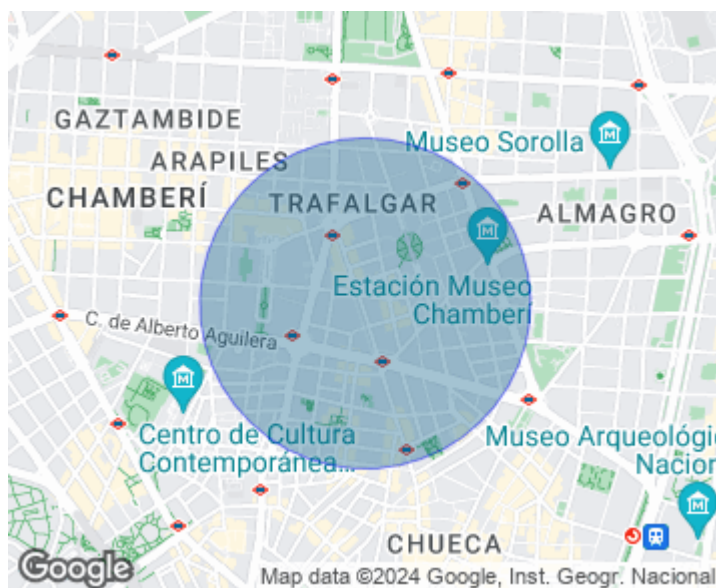 GAZTAMBIDE
ARAPILES
CHAMBERÍ
TRAFALGAR
Museo Sorolla
ALMAGRO
Estación Museo
Chamberí
C. de Alberto Aguilera
Centro de Cultura
Contemporánea...
Museo Arqueológic
Nacion
CHUECA
Google
Map data ©2024 Google, Inst. Geogr. Nacional